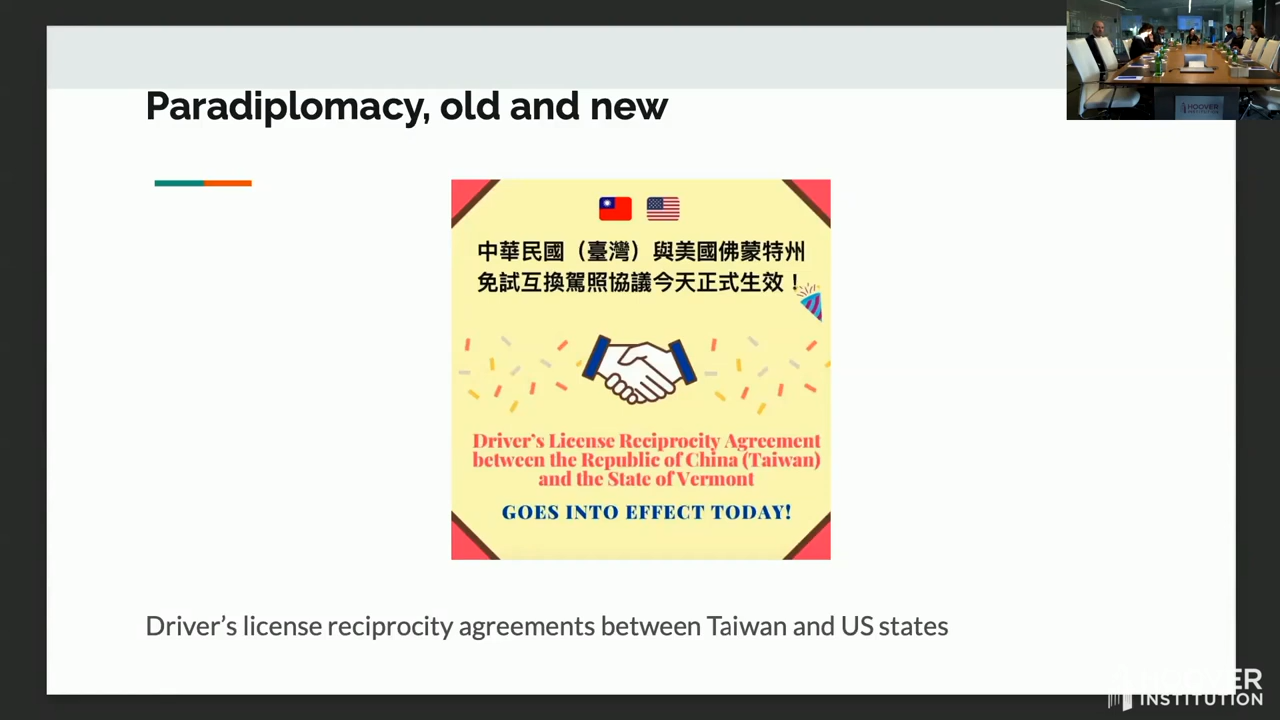 Paradiplomacy, old and new
中華民國（臺灣）與美國佛蒙特州
免試互換駕照協議今天正式生效！
Driver's License Reciprocity Agreement
between the Republic of China (Taiwan)
and the State of Vermont
GOES INTO EFFECT TODAY!
Driver's license reciprocity agreements between Taiwan and US states
HOOVER
INSTITUTION
HOOVER
INSTITUTION